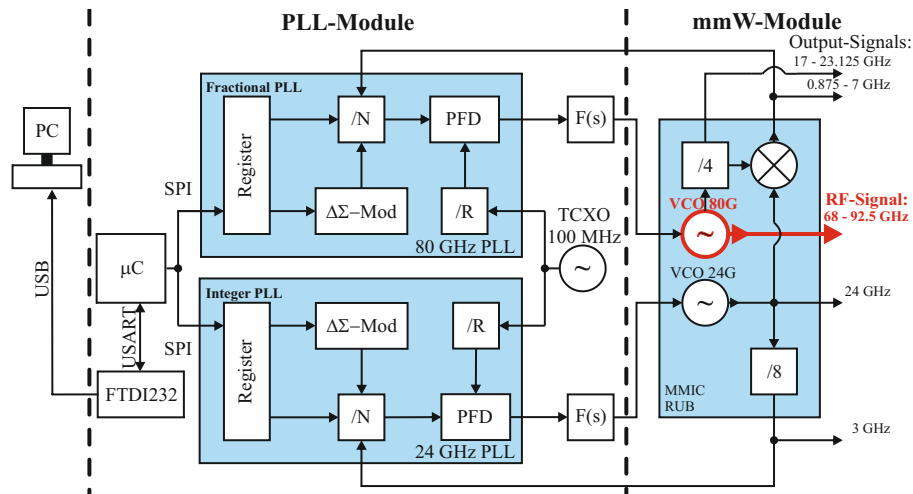 PLL-Module
mmW-Module
Output-Signals:
17 - 23.125 GHz
0.875 - 7 GHz
Fractional PLL
Register
/N
PFD
F(s)
PC
/4
SPI
ΔΣ–Mod
/R
TCXO
100 MHz
VCO 80G
~
RF-Signal:
68 - 92.5 GHz
80 GHz PLL
~
μC
USB
VCO 24G
~
24 GHz
Integer PLL
USART
SPI
Register
ΔΣ–Mod
/R
/8
FTDI232
/N
PFD
F(s)
MMIC
RUB
24 GHz PLL
3 GHz